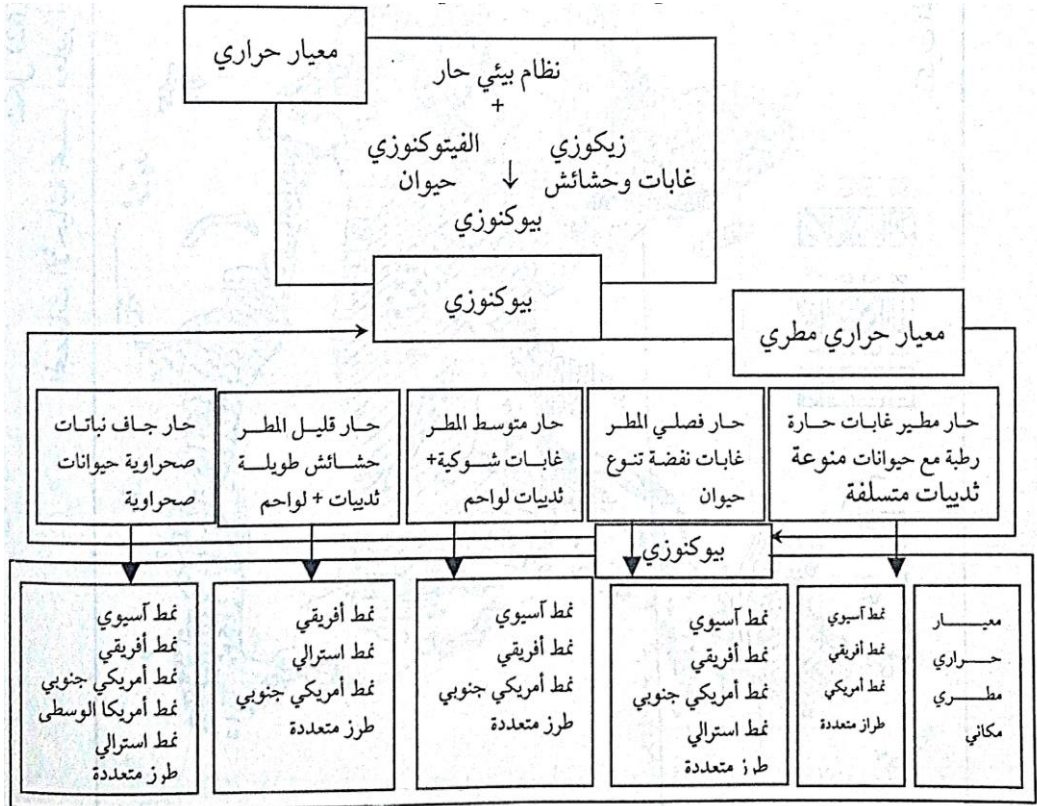 معيار حراري
نظام بيئي حار
+
زيكوزي الفيتوكنوزي
غابات وحشائش ↓ حيوان
بيوكنوزي
بيوكنوزي
معيار حراري مطري
حار مطير غابات حارة
رطبة مع حيوانات منوعة
ثدييات متسلفة
حار فصلي المطر
غابات نفضة تنوع
حيوان
حار متوسط المطر
غابات شوكية+
ثدييات لواحم
حار قليل المطر
حشائش طويلة
ثدييات + لواحم
حار جاف نباتات
صحراوية حيوانات
صحراوية
بيوكنوزي
معيار
حراري
مطري
مكاني
نمط آسيوي
نمط أفريقي
نمط أمريكي
طراز متعددة
نمط آسيوي
نمط أفريقي
نمط أمريكي جنوبي
نمط استرالي
طرز متعددة
نمط آسيوي
نمط أفريقي
نمط أمريكي جنوبي
طرز متعددة
نمط أفريقي
نمط استرالي
نمط أمريكي جنوبي
طرز متعددة
نمط آسيوي
نمط أفريقي
نمط أمريكي جنوبي
نمط أمريكا الوسطى
نمط استرالي
طرز متعددة